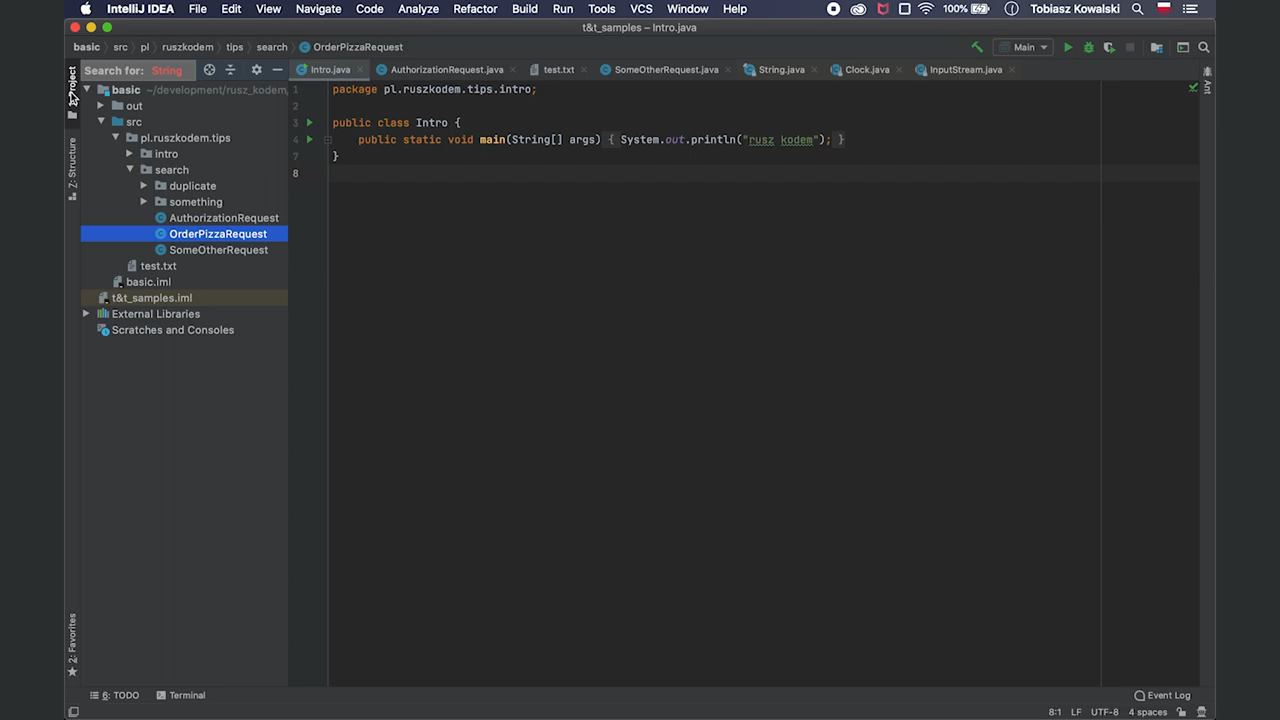 IntelliJ IDEA File Edit View Navigate Code Analyze Refactor Build Run Tools VCS Window Help 100% Tobiasz Kowalski
t&t_samples – Intro.java
basic src pl ruszkodem tips search OrderPizzaRequest Main
Search for: String Intro.java AuthorizationRequest.java test.txt SomeOtherRequest.java String.java Clock.java InputStream.java
Project
Z: Structure
2: Favorites
Ant
basic ~/development/rusz_kodem,
out
src
pl.ruszkodem.tips
intro
search
duplicate
something
AuthorizationRequest
OrderPizzaRequest
SomeOtherRequest
test.txt
basic.iml
t&t_samples.iml
External Libraries
Scratches and Consoles
1 package pl.ruszkodem.tips.intro;
2
3 public class Intro {
4 public static void main(String[] args) { System.out.println("rusz kodem"); }
7 }
8
6: TODO Terminal Event Log
8:1 LF UTF-8 4 spaces